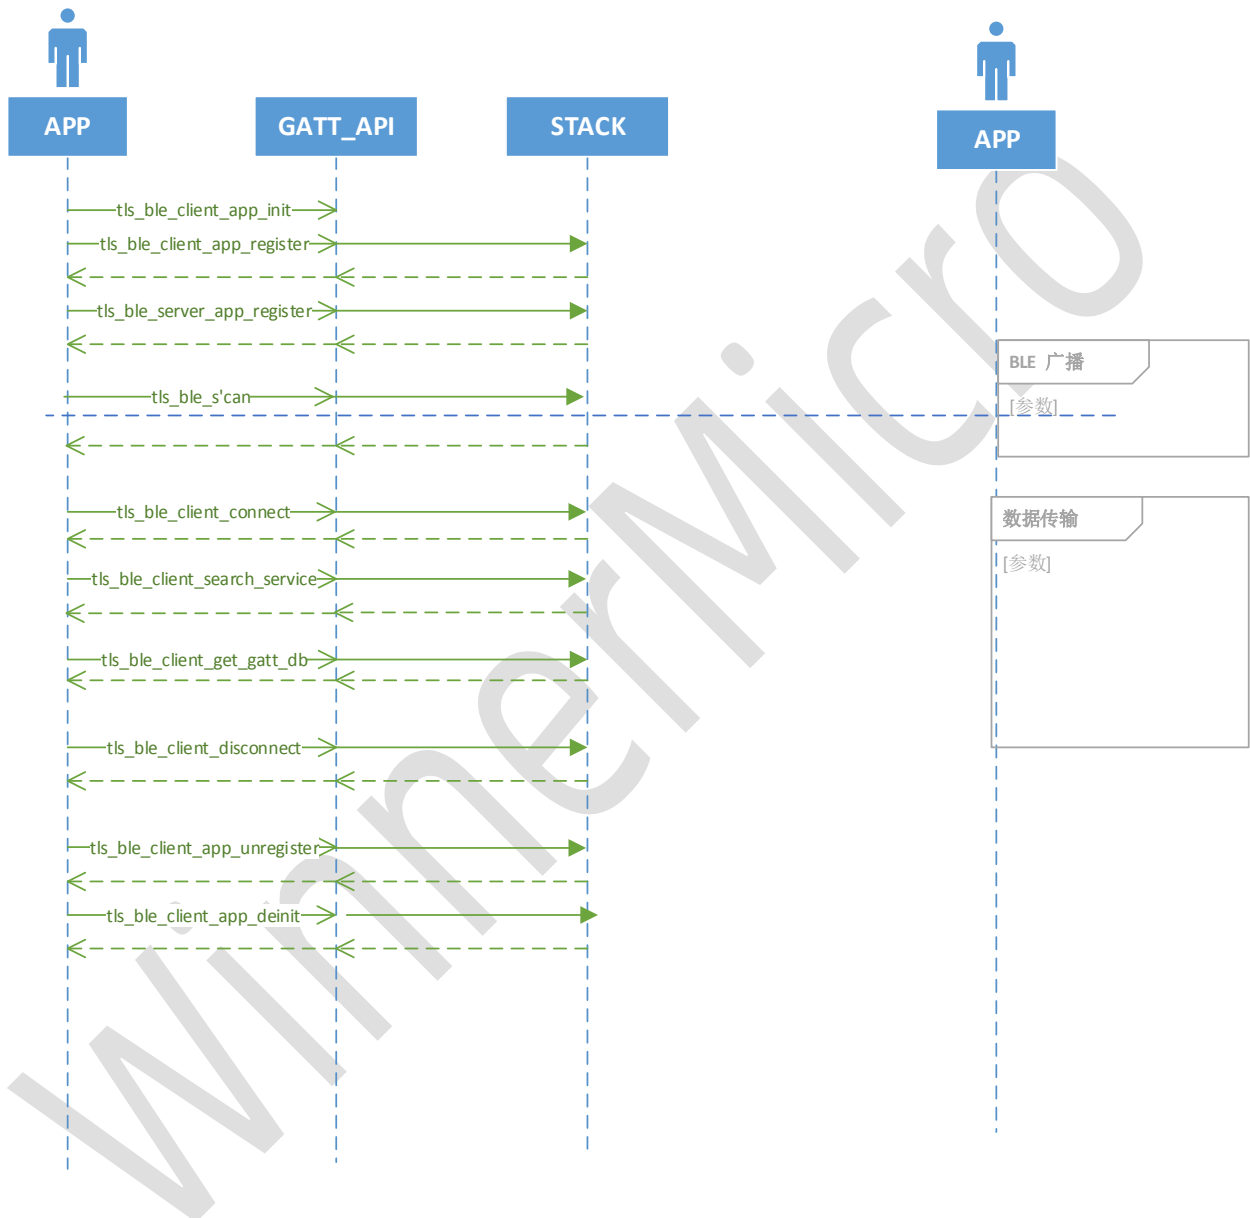 APP
GATT_API
STACK
APP
tls_ble_client_app_init
tls_ble_client_app_register
tls_ble_server_app_register
tls_ble_s'can
BLE 广播
[参数]
tls_ble_client_connect
数据传输
[参数]
tls_ble_client_search_service
tls_ble_client_get_gatt_db
tls_ble_client_disconnect
tls_ble_client_app_unregister
tls_ble_client_app_deinit
WinnerMicro